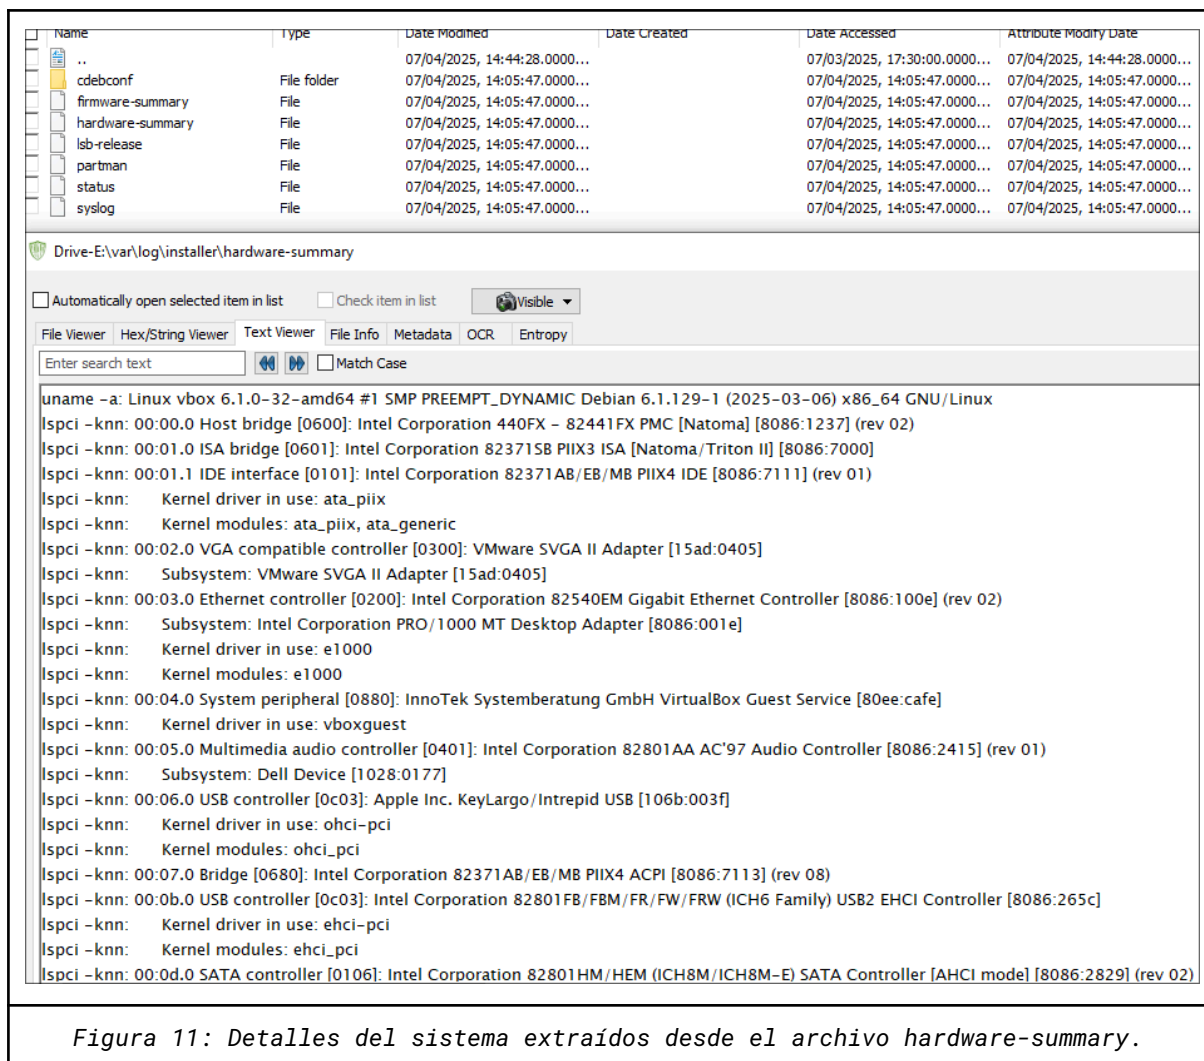 Name Type Date Modified Date Created Date Accessed Attribute Modify Date
.. 07/04/2025, 14:44:28.0000... 07/03/2025, 17:30:00.0000... 07/04/2025, 14:44:28.0000...
cdebconf File folder 07/04/2025, 14:05:47.0000... 07/04/2025, 14:05:47.0000... 07/04/2025, 14:05:47.0000...
firmware-summary File 07/04/2025, 14:05:47.0000... 07/04/2025, 14:05:47.0000... 07/04/2025, 14:05:47.0000...
hardware-summary File 07/04/2025, 14:05:47.0000... 07/04/2025, 14:05:47.0000... 07/04/2025, 14:05:47.0000...
lsb-release File 07/04/2025, 14:05:47.0000... 07/04/2025, 14:05:47.0000... 07/04/2025, 14:05:47.0000...
partman File 07/04/2025, 14:05:47.0000... 07/04/2025, 14:05:47.0000... 07/04/2025, 14:05:47.0000...
status File 07/04/2025, 14:05:47.0000... 07/04/2025, 14:05:47.0000... 07/04/2025, 14:05:47.0000...
syslog File 07/04/2025, 14:05:47.0000... 07/04/2025, 14:05:47.0000... 07/04/2025, 14:05:47.0000...
Drive-E:\var\log\installer\hardware-summary
Automatically open selected item in list Check item in list Visible
File Viewer Hex/String Viewer Text Viewer File Info Metadata OCR Entropy
Enter search text Match Case
uname -a: Linux vbox 6.1.0-32-amd64 #1 SMP PREEMPT_DYNAMIC Debian 6.1.129-1 (2025-03-06) x86_64 GNU/Linux
lspci -knn: 00:00.0 Host bridge [0600]: Intel Corporation 440FX - 82441FX PMC [Natoma] [8086:1237] (rev 02)
lspci -knn: 00:01.0 ISA bridge [0601]: Intel Corporation 82371SB PIIX3 ISA [Natoma/Triton II] [8086:7000]
lspci -knn: 00:01.1 IDE interface [0101]: Intel Corporation 82371AB/EB/MB PIIX4 IDE [8086:7111] (rev 01)
lspci -knn: Kernel driver in use: ata_piix
lspci -knn: Kernel modules: ata_piix, ata_generic
lspci -knn: 00:02.0 VGA compatible controller [0300]: VMware SVGA II Adapter [15ad:0405]
lspci -knn: Subsystem: VMware SVGA II Adapter [15ad:0405]
lspci -knn: 00:03.0 Ethernet controller [0200]: Intel Corporation 82540EM Gigabit Ethernet Controller [8086:100e] (rev 02)
lspci -knn: Subsystem: Intel Corporation PRO/1000 MT Desktop Adapter [8086:001e]
lspci -knn: Kernel driver in use: e1000
lspci -knn: Kernel modules: e1000
lspci -knn: 00:04.0 System peripheral [0880]: InnoTek Systemberatung GmbH VirtualBox Guest Service [80ee:cafe]
lspci -knn: Kernel driver in use: vboxguest
lspci -knn: 00:05.0 Multimedia audio controller [0401]: Intel Corporation 82801AA AC'97 Audio Controller [8086:2415] (rev 01)
lspci -knn: Subsystem: Dell Device [1028:0177]
lspci -knn: 00:06.0 USB controller [0c03]: Apple Inc. KeyLargo/Intrepid USB [106b:003f]
lspci -knn: Kernel driver in use: ohci-pci
lspci -knn: Kernel modules: ohci_pci
lspci -knn: 00:07.0 Bridge [0680]: Intel Corporation 82371AB/EB/MB PIIX4 ACPI [8086:7113] (rev 08)
lspci -knn: 00:0b.0 USB controller [0c03]: Intel Corporation 82801FB/FBM/FR/FW/FRW (ICH6 Family) USB2 EHCI Controller [8086:265c]
lspci -knn: Kernel driver in use: ehci-pci
lspci -knn: Kernel modules: ehci_pci
lspci -knn: 00:0d.0 SATA controller [0106]: Intel Corporation 82801HM/HEM (ICH8M/ICH8M-E) SATA Controller [AHCI mode] [8086:2829] (rev 02)
Figura 11: Detalles del sistema extraídos desde el archivo hardware-summary.